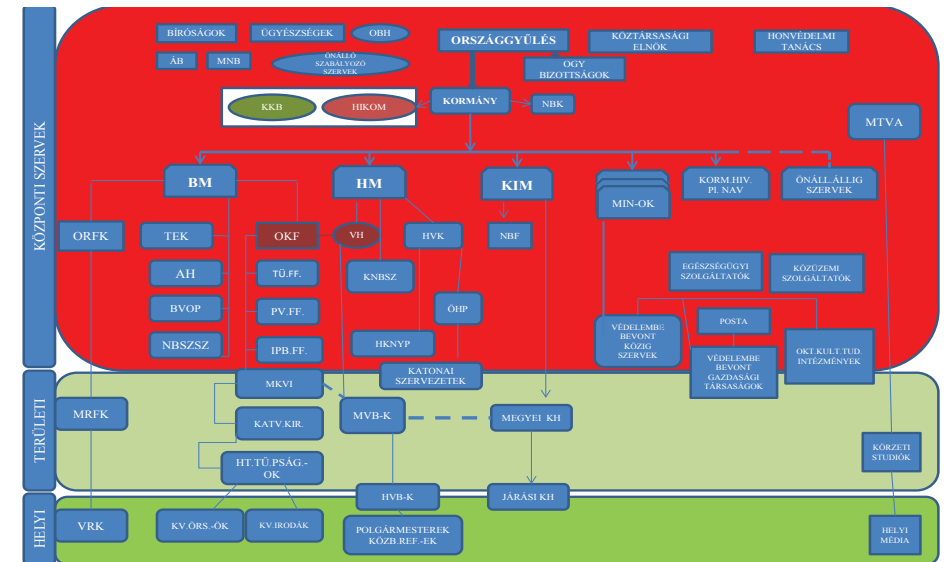 BÍRÓSÁGOK
ÜGYÉSZSÉGEK
OBH
ORSZÁGGYŰLÉS
KÖZTÁRSASÁGI
ELNÖK
HONVÉDELMI
TANÁCS
ÁB
MNB
ÖNÁLLÓ
SZABÁLYOZÓ
SZERVEK
OGY
BIZOTTSÁGOK
KKB
HIKOM
KORMÁNY
NBK
MTVA
KÖZPONTI SZERVEK
BM
HM
KIM
MIN-OK
KORM.HIV.
Pl. NAV
ÖNÁLL.ÁLLIG
SZERVEK
ORFK
TEK
OKF
VH
HVK
NBF
AH
TŰ.FF.
KNBSZ
EGÉSZSÉGÜGYI
SZOLGÁLTATÓK
KÖZÜZEMI
SZOLGÁLTATÓK
BVOP
PV.FF.
ÖHP
POSTA
NBSZSZ
IPB.FF.
HKNYP
VÉDELEMBE
BEVONT
KÖZIG
SZERVEK
VÉDELEMBE
BEVONT
GAZDASÁGI
TÁRSASÁGOK
OKT.KULT.TUD.
INTÉZMÉNYEK
KATONAI
SZERVEZETEK
TERÜLETI
MKVI
MRFK
KATV.KIR.
MVB-K
MEGYEI KH
KÖRZETI
STUDIÓK
HT.TŰ.PSÁG.-
OK
HELYI
HVB-K
JÁRÁSI KH
VRK
KV.ÖRS.-ÖK
KV.IRODÁK
POLGÁRMESTEREK
KÖZB.REF.-EK
HELYI
MÉDIA